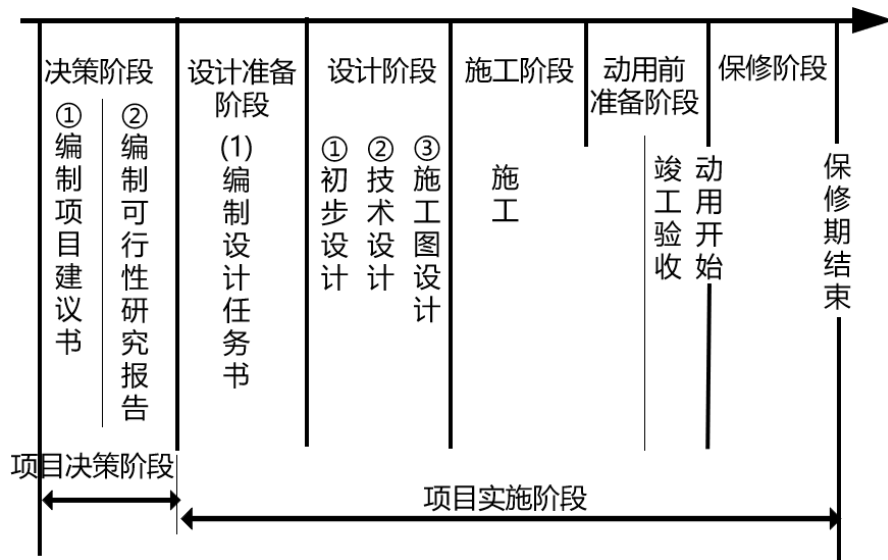 决策阶段
设计准备
阶段
设计阶段
施工阶段
动用前
准备阶段
保修阶段
①编制项目建议书
②编制可行性研究报告
(1)编制设计任务书
①初步设计
②技术设计
③施工图设计
施工
竣工验收
动用开始
保修期结束
项目决策阶段
项目实施阶段